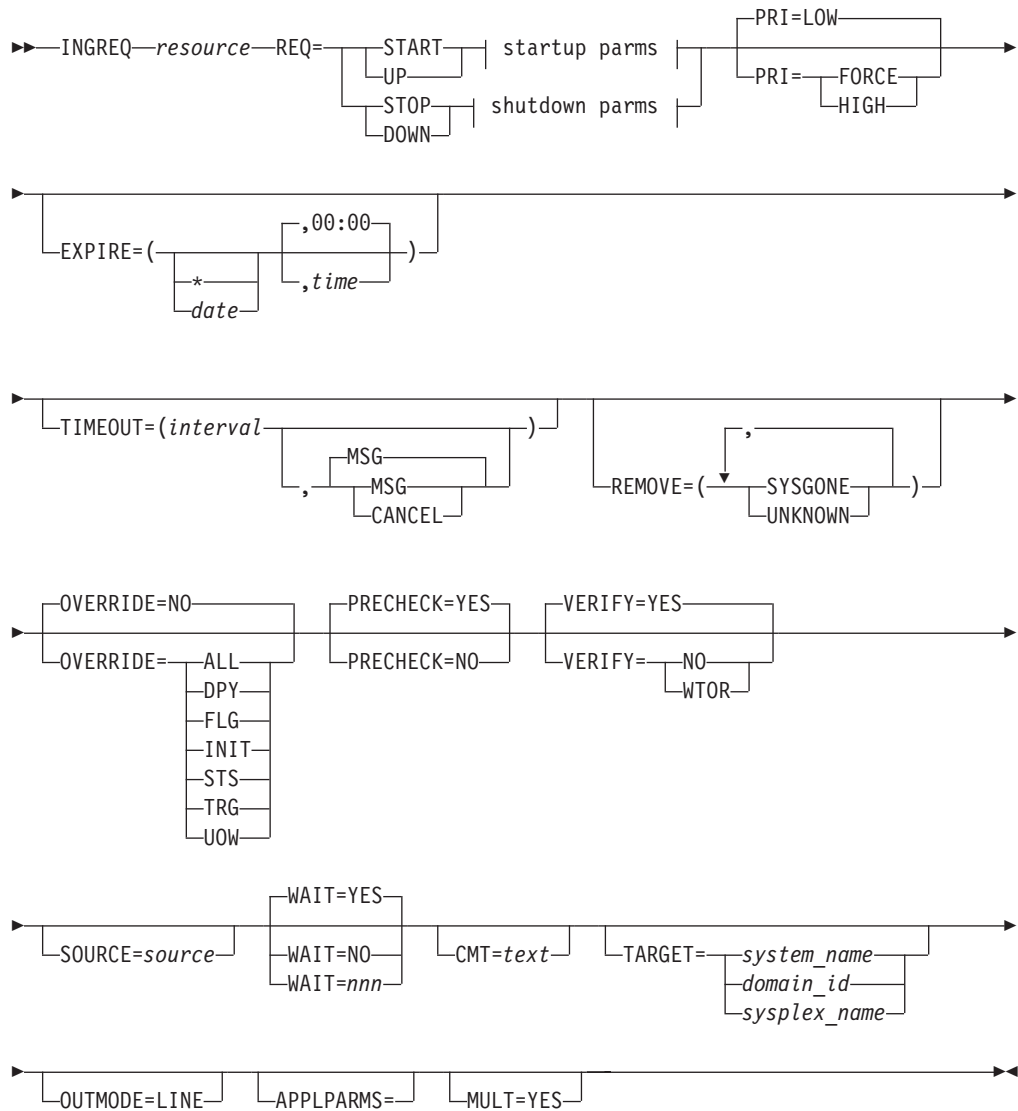 PRI=LOW
INGREQ resource REQ= START startup parms PRI= FORCE
UP HIGH
STOP shutdown parms
DOWN
,00:00
EXPIRE=( * ,time )
date
TIMEOUT=(interval )
MSG
, MSG
CANCEL
,
REMOVE=( SYSGONE )
UNKNOWN
OVERRIDE=NO PRECHECK=YES VERIFY=YES
OVERRIDE= ALL PRECHECK=NO VERIFY= NO
DPY WTOR
FLG
INIT
STS
TRG
UOW
WAIT=YES
SOURCE=source WAIT=NO CMT=text TARGET= system_name
WAIT=nnn domain_id
sysplex_name
OUTMODE=LINE APPLPARMS= MULT=YES